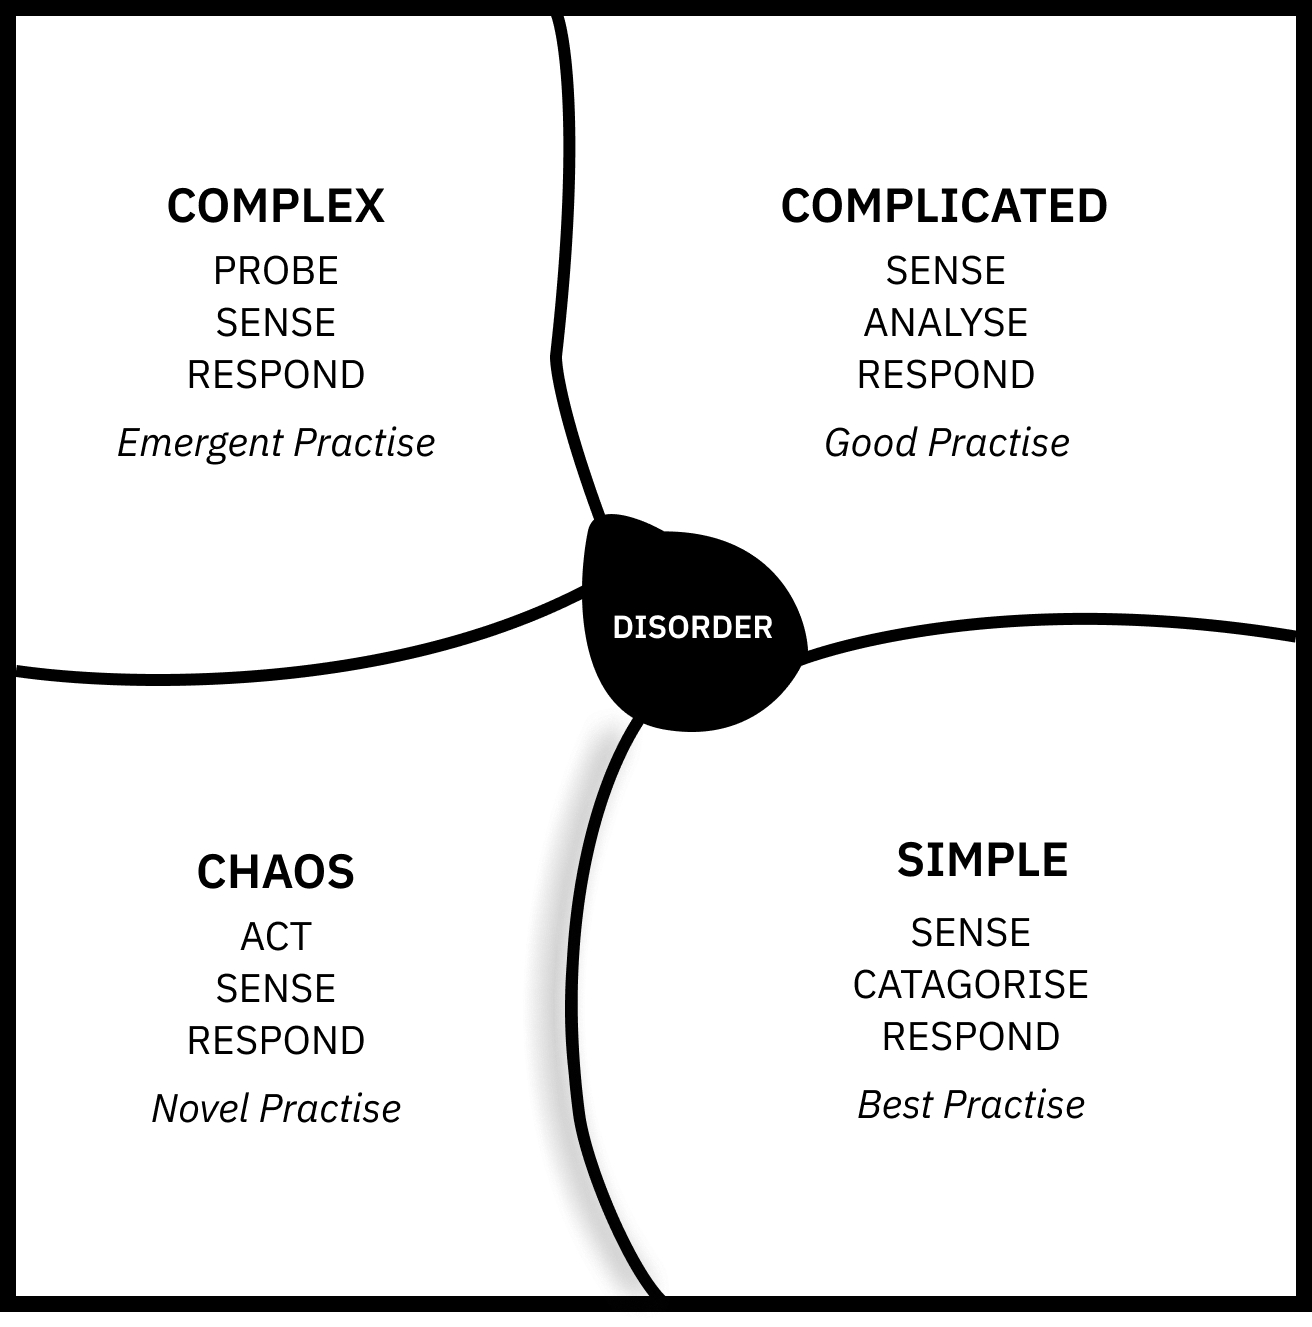 COMPLEX
PROBE
SENSE
RESPOND
Emergent Practise
COMPLICATED
SENSE
ANALYSE
RESPOND
Good Practise
DISORDER
CHAOS
ACT
SENSE
RESPOND
Novel Practise
SIMPLE
SENSE
CATAGORISE
RESPOND
Best Practise